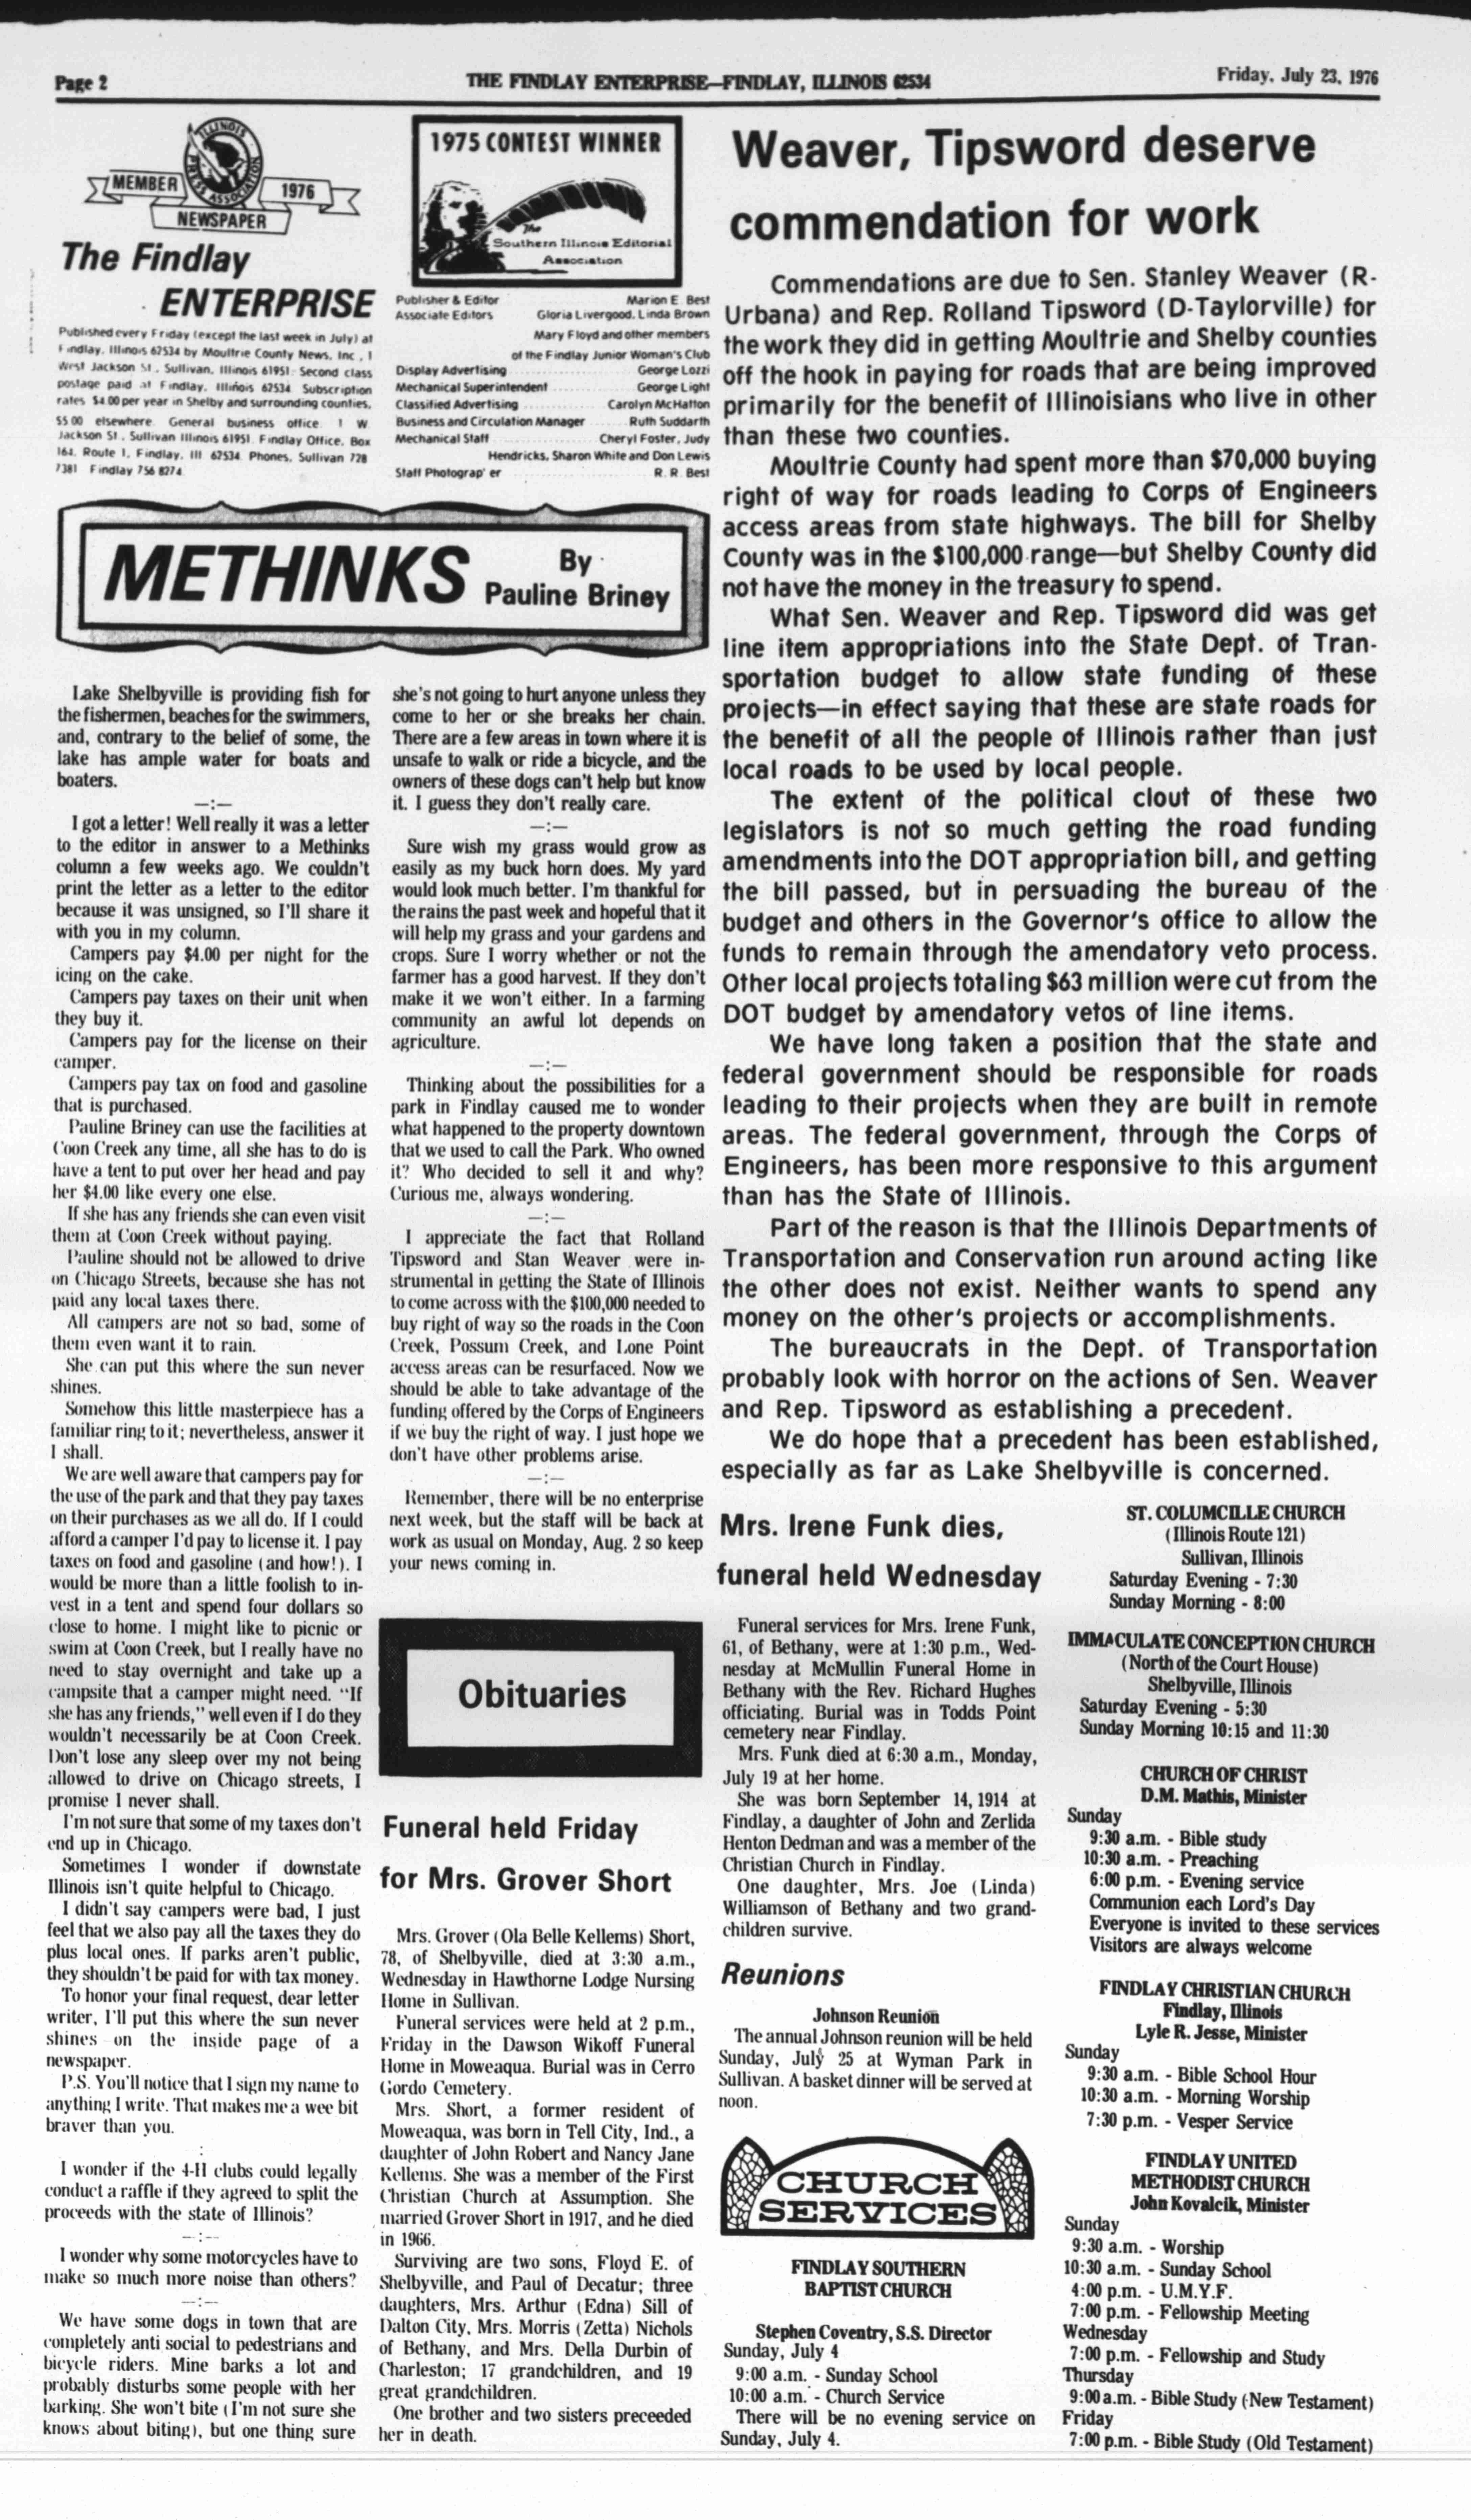 Page 2
THE FINDLAY ENTERPRISE—FINDLAY, ILLINOIS 62534
Friday, July 23, 1976
ILLINOIS
PRESS ASSOCIATION
MEMBER
1976
NEWSPAPER
The Findlay
ENTERPRISE
Published every Friday (except the last week in July) at
Findlay, Illinois 62534 by Moultrie County News, Inc., 1
West Jackson St., Sullivan, Illinois 61951 Second class
postage paid at Findlay, Illinois 62534 Subscription
rates $4.00 per year in Shelby and surrounding counties,
$5.00 elsewhere General business office 1 W
Jackson St., Sullivan Illinois 61951. Findlay Office, Box
164, Route 1, Findlay, Ill 62534 Phones, Sullivan 728
7381 Findlay 756 8274
1975 CONTEST WINNER
The
Southern Illinois Editorial
Association
Publisher & Editor Marion E. Best
Associate Editors Gloria Livergood, Linda Brown
Mary Floyd and other members
of the Findlay Junior Woman's Club
Display Advertising George Lozzi
Mechanical Superintendent George Light
Classified Advertising Carolyn McHatton
Business and Circulation Manager Ruth Suddarth
Mechanical Staff Cheryl Foster, Judy
Hendricks, Sharon White and Don Lewis
Staff Photograp er R. R. Best
METHINKS
By
Pauline Briney
Lake Shelbyville is providing fish for
the fishermen, beaches for the swimmers,
and, contrary to the belief of some, the
lake has ample water for boats and
boaters.
—:—
I got a letter! Well really it was a letter
to the editor in answer to a Methinks
column a few weeks ago. We couldn't
print the letter as a letter to the editor
because it was unsigned, so I'll share it
with you in my column.
Campers pay $4.00 per night for the
icing on the cake.
Campers pay taxes on their unit when
they buy it.
Campers pay for the license on their
camper.
Campers pay tax on food and gasoline
that is purchased.
Pauline Briney can use the facilities at
Coon Creek any time, all she has to do is
have a tent to put over her head and pay
her $4.00 like every one else.
If she has any friends she can even visit
them at Coon Creek without paying.
Pauline should not be allowed to drive
on Chicago Streets, because she has not
paid any local taxes there.
All campers are not so bad, some of
them even want it to rain.
She can put this where the sun never
shines.
Somehow this little masterpiece has a
familiar ring to it; nevertheless, answer it
I shall.
We are well aware that campers pay for
the use of the park and that they pay taxes
on their purchases as we all do. If I could
afford a camper I'd pay to license it. I pay
taxes on food and gasoline (and how!). I
would be more than a little foolish to in-
vest in a tent and spend four dollars so
close to home. I might like to picnic or
swim at Coon Creek, but I really have no
need to stay overnight and take up a
campsite that a camper might need. "If
she has any friends," well even if I do they
wouldn't necessarily be at Coon Creek.
Don't lose any sleep over my not being
allowed to drive on Chicago streets, I
promise I never shall.
I'm not sure that some of my taxes don't
end up in Chicago.
Sometimes I wonder if downstate
Illinois isn't quite helpful to Chicago.
I didn't say campers were bad, I just
feel that we also pay all the taxes they do
plus local ones. If parks aren't public,
they shouldn't be paid for with tax money.
To honor your final request, dear letter
writer, I'll put this where the sun never
shines on the inside page of a
newspaper.
P.S. You'll notice that I sign my name to
anything I write. That makes me a wee bit
braver than you.
:
I wonder if the 4-H clubs could legally
conduct a raffle if they agreed to split the
proceeds with the state of Illinois?
—:—
I wonder why some motorcycles have to
make so much more noise than others?
—:—
We have some dogs in town that are
completely anti social to pedestrians and
bicycle riders. Mine barks a lot and
probably disturbs some people with her
barking. She won't bite (I'm not sure she
knows about biting), but one thing sure
she's not going to hurt anyone unless they
come to her or she breaks her chain.
There are a few areas in town where it is
unsafe to walk or ride a bicycle, and the
owners of these dogs can't help but know
it. I guess they don't really care.
—:—
Sure wish my grass would grow as
easily as my buck horn does. My yard
would look much better. I'm thankful for
the rains the past week and hopeful that it
will help my grass and your gardens and
crops. Sure I worry whether or not the
farmer has a good harvest. If they don't
make it we won't either. In a farming
community an awful lot depends on
agriculture.
—:—
Thinking about the possibilities for a
park in Findlay caused me to wonder
what happened to the property downtown
that we used to call the Park. Who owned
it? Who decided to sell it and why?
Curious me, always wondering.
—:—
I appreciate the fact that Rolland
Tipsword and Stan Weaver were in-
strumental in getting the State of Illinois
to come across with the $100,000 needed to
buy right of way so the roads in the Coon
Creek, Possum Creek, and Lone Point
access areas can be resurfaced. Now we
should be able to take advantage of the
funding offered by the Corps of Engineers
if we buy the right of way. I just hope we
don't have other problems arise.
—:—
Remember, there will be no enterprise
next week, but the staff will be back at
work as usual on Monday, Aug. 2 so keep
your news coming in.
Obituaries
Funeral held Friday
for Mrs. Grover Short
Mrs. Grover (Ola Belle Kellems) Short,
78, of Shelbyville, died at 3:30 a.m.,
Wednesday in Hawthorne Lodge Nursing
Home in Sullivan.
Funeral services were held at 2 p.m.,
Friday in the Dawson Wikoff Funeral
Home in Moweaqua. Burial was in Cerro
Gordo Cemetery.
Mrs. Short, a former resident of
Moweaqua, was born in Tell City, Ind., a
daughter of John Robert and Nancy Jane
Kellems. She was a member of the First
Christian Church at Assumption. She
married Grover Short in 1917, and he died
in 1966.
Surviving are two sons, Floyd E. of
Shelbyville, and Paul of Decatur; three
daughters, Mrs. Arthur (Edna) Sill of
Dalton City, Mrs. Morris (Zetta) Nichols
of Bethany, and Mrs. Della Durbin of
Charleston; 17 grandchildren, and 19
great grandchildren.
One brother and two sisters preceeded
her in death.
Weaver, Tipsword deserve
commendation for work
Commendations are due to Sen. Stanley Weaver (R-
Urbana) and Rep. Rolland Tipsword (D-Taylorville) for
the work they did in getting Moultrie and Shelby counties
off the hook in paying for roads that are being improved
primarily for the benefit of Illinoisians who live in other
than these two counties.
Moultrie County had spent more than $70,000 buying
right of way for roads leading to Corps of Engineers
access areas from state highways. The bill for Shelby
County was in the $100,000 range—but Shelby County did
not have the money in the treasury to spend.
What Sen. Weaver and Rep. Tipsword did was get
line item appropriations into the State Dept. of Tran-
sportation budget to allow state funding of these
projects—in effect saying that these are state roads for
the benefit of all the people of Illinois rather than just
local roads to be used by local people.
The extent of the political clout of these two
legislators is not so much getting the road funding
amendments into the DOT appropriation bill, and getting
the bill passed, but in persuading the bureau of the
budget and others in the Governor's office to allow the
funds to remain through the amendatory veto process.
Other local projects totaling $63 million were cut from the
DOT budget by amendatory vetos of line items.
We have long taken a position that the state and
federal government should be responsible for roads
leading to their projects when they are built in remote
areas. The federal government, through the Corps of
Engineers, has been more responsive to this argument
than has the State of Illinois.
Part of the reason is that the Illinois Departments of
Transportation and Conservation run around acting like
the other does not exist. Neither wants to spend any
money on the other's projects or accomplishments.
The bureaucrats in the Dept. of Transportation
probably look with horror on the actions of Sen. Weaver
and Rep. Tipsword as establishing a precedent.
We do hope that a precedent has been established,
especially as far as Lake Shelbyville is concerned.
Mrs. Irene Funk dies,
funeral held Wednesday
Funeral services for Mrs. Irene Funk,
61, of Bethany, were at 1:30 p.m., Wed-
nesday at McMullin Funeral Home in
Bethany with the Rev. Richard Hughes
officiating. Burial was in Todds Point
cemetery near Findlay.
Mrs. Funk died at 6:30 a.m., Monday,
July 19 at her home.
She was born September 14, 1914 at
Findlay, a daughter of John and Zerlida
Henton Dedman and was a member of the
Christian Church in Findlay.
One daughter, Mrs. Joe (Linda)
Williamson of Bethany and two grand-
children survive.
Reunions
Johnson Reunion
The annual Johnson reunion will be held
Sunday, July 25 at Wyman Park in
Sullivan. A basket dinner will be served at
noon.
CHURCH
SERVICES
FINDLAY SOUTHERN
BAPTIST CHURCH
Stephen Coventry, S.S. Director
Sunday, July 4
9:00 a.m. - Sunday School
10:00 a.m. - Church Service
There will be no evening service on
Sunday, July 4.
ST. COLUMCILLE CHURCH
(Illinois Route 121)
Sullivan, Illinois
Saturday Evening - 7:30
Sunday Morning - 8:00
IMMACULATE CONCEPTION CHURCH
(North of the Court House)
Shelbyville, Illinois
Saturday Evening - 5:30
Sunday Morning 10:15 and 11:30
CHURCH OF CHRIST
D.M. Mathis, Minister
Sunday
9:30 a.m. - Bible study
10:30 a.m. - Preaching
6:00 p.m. - Evening service
Communion each Lord's Day
Everyone is invited to these services
Visitors are always welcome
FINDLAY CHRISTIAN CHURCH
Findlay, Illinois
Lyle R. Jesse, Minister
Sunday
9:30 a.m. - Bible School Hour
10:30 a.m. - Morning Worship
7:30 p.m. - Vesper Service
FINDLAY UNITED
METHODIST CHURCH
John Kovalcik, Minister
Sunday
9:30 a.m. - Worship
10:30 a.m. - Sunday School
4:00 p.m. - U.M.Y.F.
7:00 p.m. - Fellowship Meeting
Wednesday
7:00 p.m. - Fellowship and Study
Thursday
9:00 a.m. - Bible Study (New Testament)
Friday
7:00 p.m. - Bible Study (Old Testament)